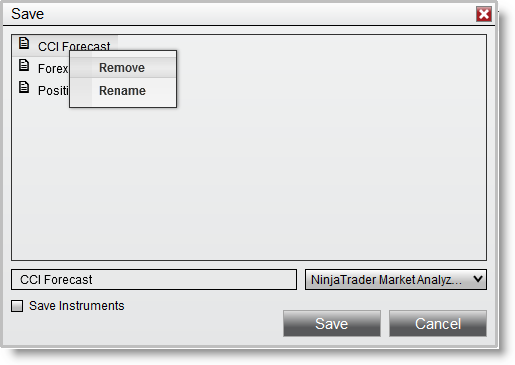 Save
CCI Forecast
Remove
Forex
Rename
Positi
CCI Forecast
NinjaTrader Market Analyz...
Save Instruments
Save
Cancel